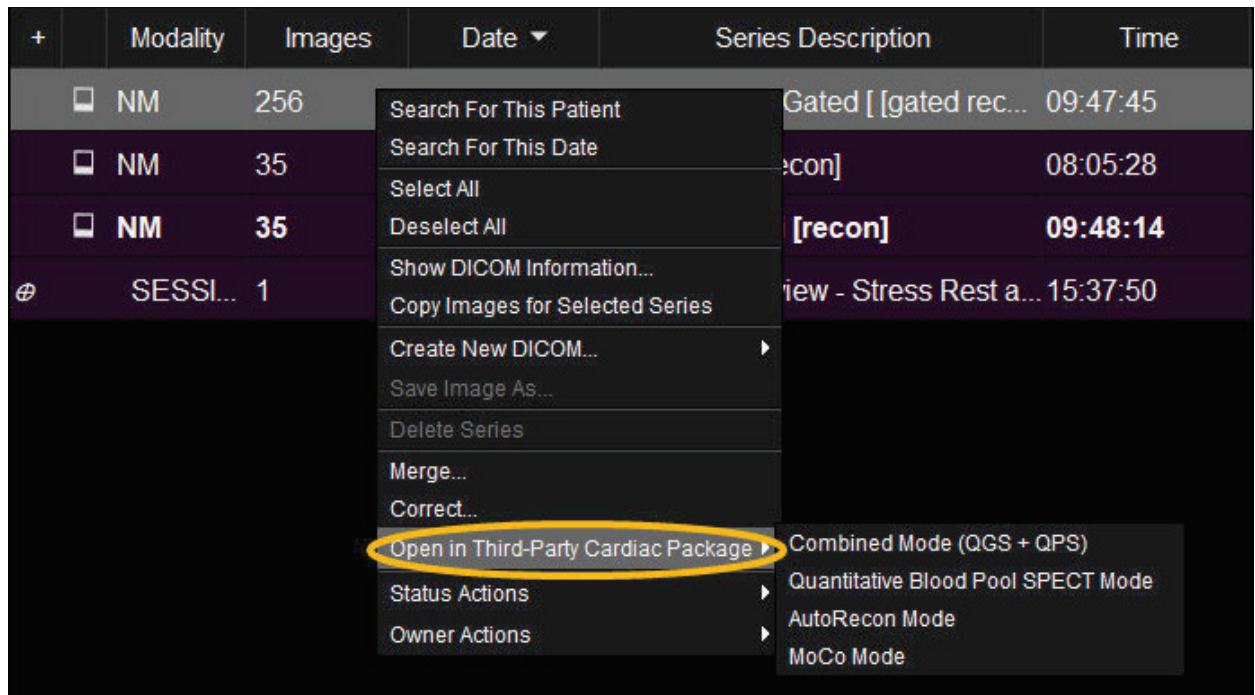 + Modality Images Date Series Description Time
NM 256 Gated [ [gated rec... 09:47:45
NM 35 recon] 08:05:28
NM 35 [recon] 09:48:14
SESSI... 1 iew - Stress Rest a... 15:37:50
Search For This Patient
Search For This Date
Select All
Deselect All
Show DICOM Information...
Copy Images for Selected Series
Create New DICOM...
Save Image As...
Delete Series
Merge...
Correct...
Open in Third-Party Cardiac Package
Status Actions
Owner Actions
Combined Mode (QGS + QPS)
Quantitative Blood Pool SPECT Mode
AutoRecon Mode
MoCo Mode